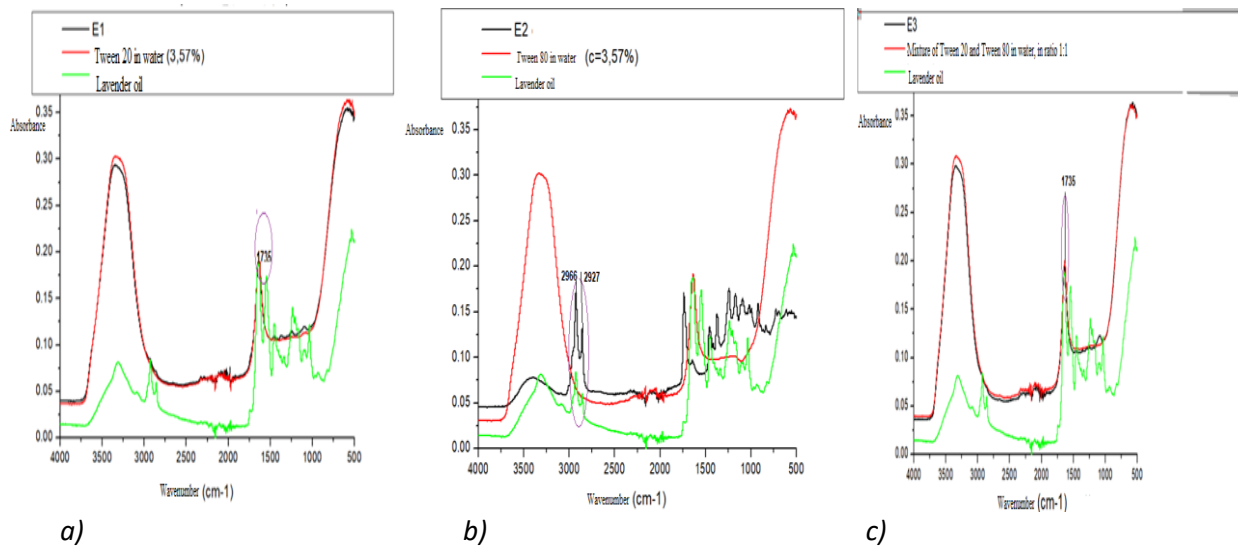 E1
Tween 20 in water (3,57%)
Lavender oil
Absorbance
0.35
0.30
0.25
0.20
0.15
0.10
0.05
0.00
1735
4000 3500 3000 2500 2000 1500 1000 500
Wavenumber (cm-1)
a)
E2
Tween 80 in water (c=3,57%)
Lavender oil
Absorbance
0.35
0.30
0.25
0.20
0.15
0.10
0.05
0.00
2966 2927
4000 3500 3000 2500 2000 1500 1000 500
Wavenumber (cm-1)
b)
E3
Mixture of Tween 20 and Tween 80 in water, in ratio 1:1
Lavender oil
Absorbance
0.35
0.30
0.25
0.20
0.15
0.10
0.05
0.00
1735
4000 3500 3000 2500 2000 1500 1000 500
Wavenumber (cm-1)
c)